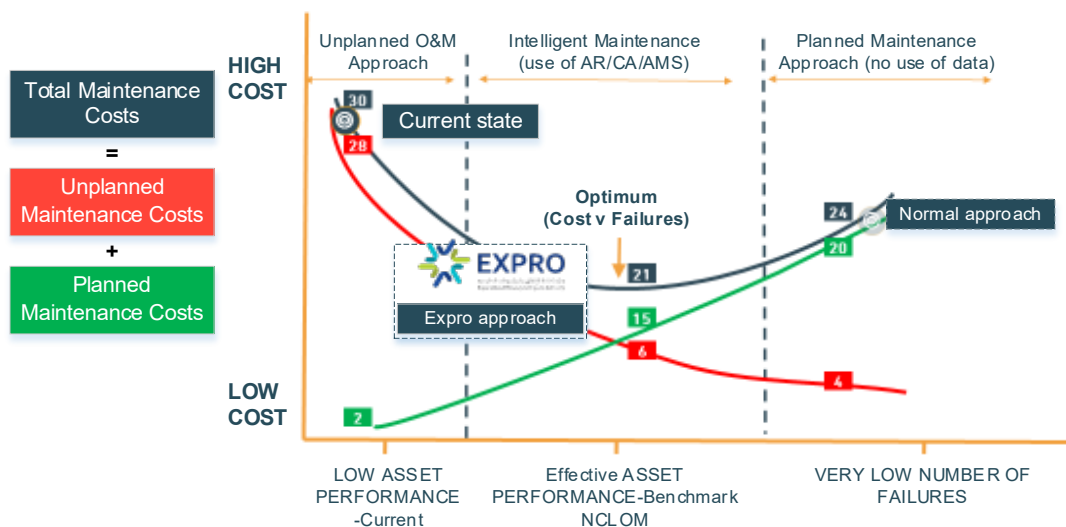 Unplanned O&M
Approach
Intelligent Maintenance
(use of AR/CA/AMS)
Planned Maintenance
Approach (no use of data)
HIGH
COST
Total Maintenance
Costs
=
Unplanned
Maintenance Costs
+
Planned
Maintenance Costs
30
Current state
28
Optimum
(Cost v Failures)
24
Normal approach
20
EXPRO
21
Expro approach
15
6
4
LOW
COST
2
LOW ASSET
PERFORMANCE
-Current
Effective ASSET
PERFORMANCE-Benchmark
NCLOM
VERY LOW NUMBER OF
FAILURES